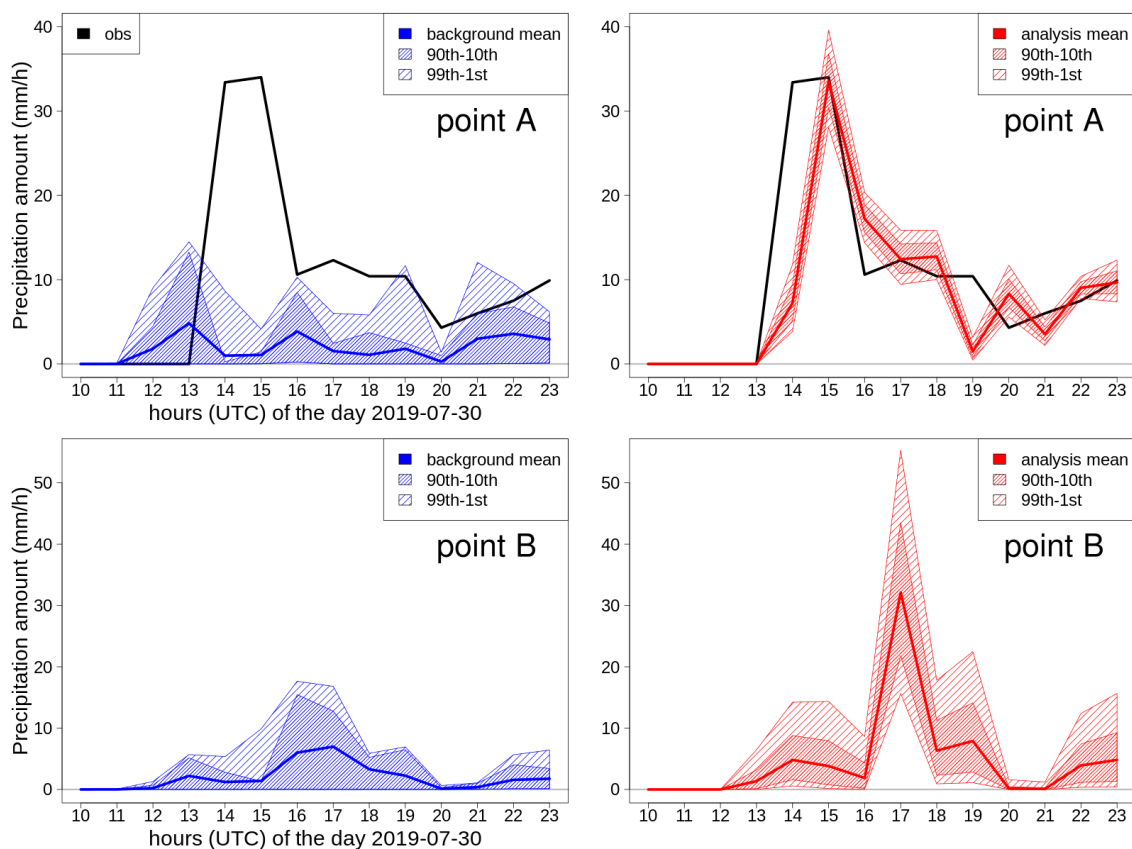 obs
background mean
90th-10th
99th-1st
point A
Precipitation amount (mm/h)
40
30
20
10
0
10 11 12 13 14 15 16 17 18 19 20 21 22 23
hours (UTC) of the day 2019-07-30
analysis mean
90th-10th
99th-1st
point A
40
30
20
10
0
10 11 12 13 14 15 16 17 18 19 20 21 22 23
background mean
90th-10th
99th-1st
point B
Precipitation amount (mm/h)
50
40
30
20
10
0
10 11 12 13 14 15 16 17 18 19 20 21 22 23
hours (UTC) of the day 2019-07-30
analysis mean
90th-10th
99th-1st
point B
50
40
30
20
10
0
10 11 12 13 14 15 16 17 18 19 20 21 22 23